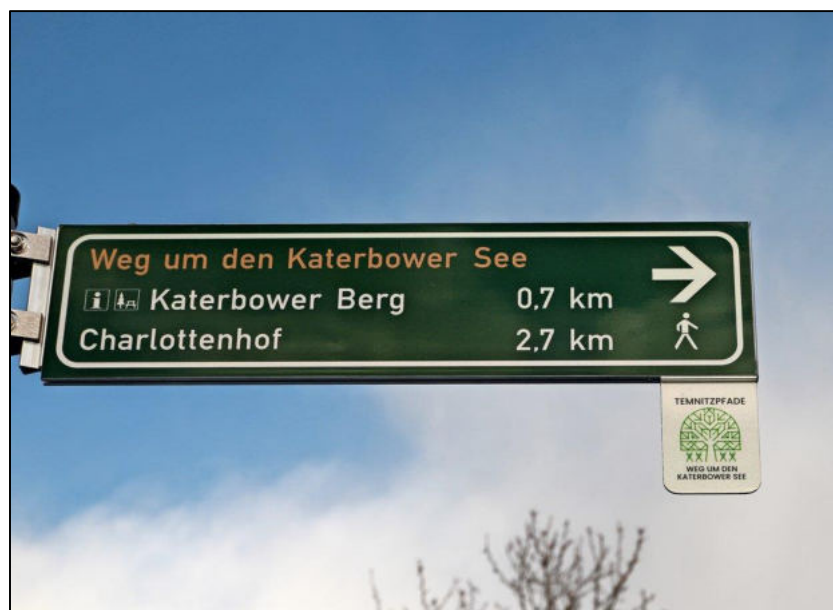 Weg um den Katerbower See
Katerbower Berg 0,7 km
Charlottenhof 2,7 km
TEMNITZPFADE
WEG UM DEN
KATERBOWER SEE